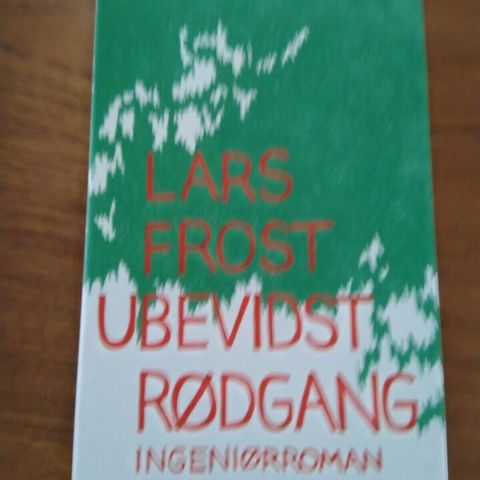 LARS
FROST
UBEVIDST
RØDGANG
INGENIØRROMAN